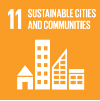 11 SUSTAINABLE CITIES
AND COMMUNITIES